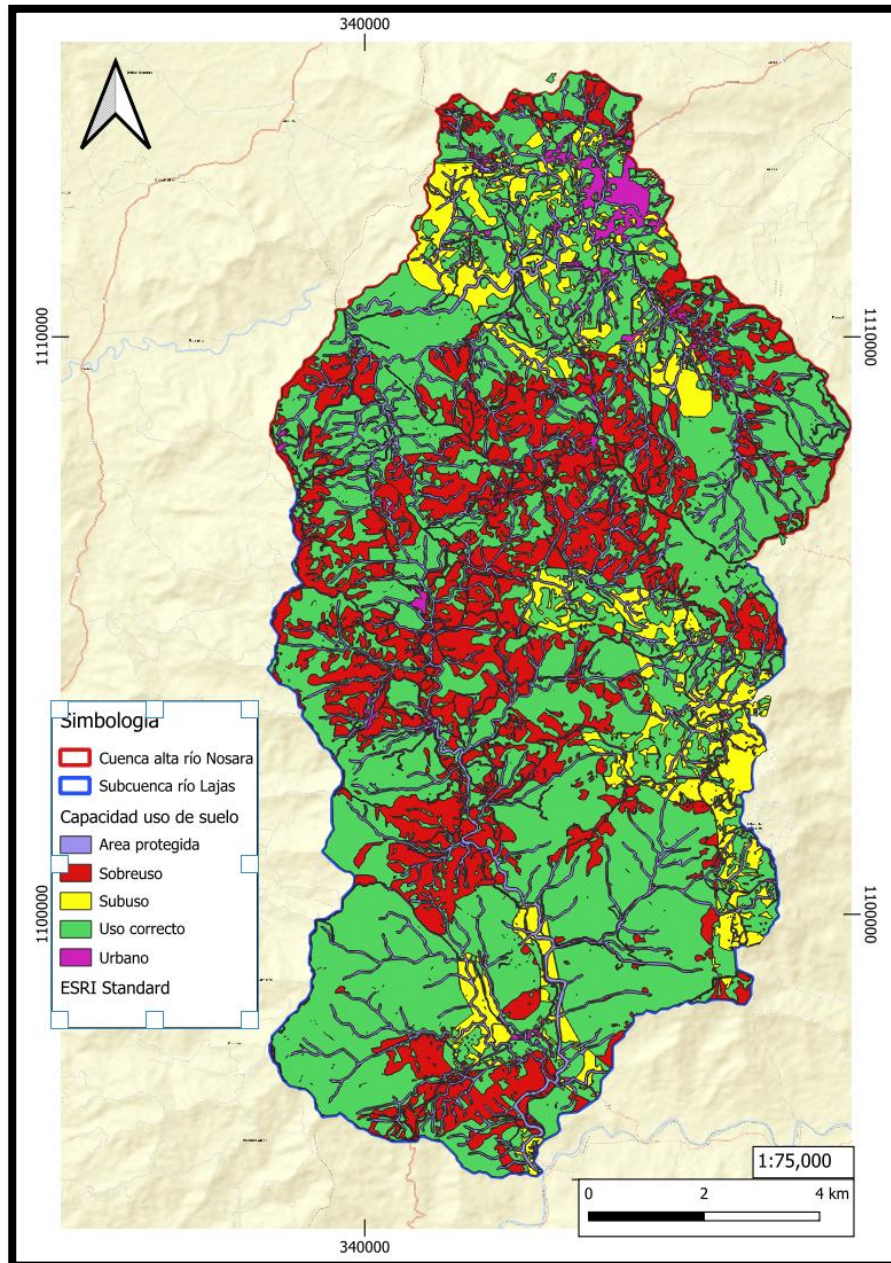 340000
1110000
1110000
Simbología
Cuenca alta río Nosara
Subcuenca río Lajas
Capacidad uso de suelo
Area protegida
Sobreuso
Subuso
Uso correcto
Urbano
ESRI Standard
1100000
1100000
1:75,000
0 2 4 km
340000